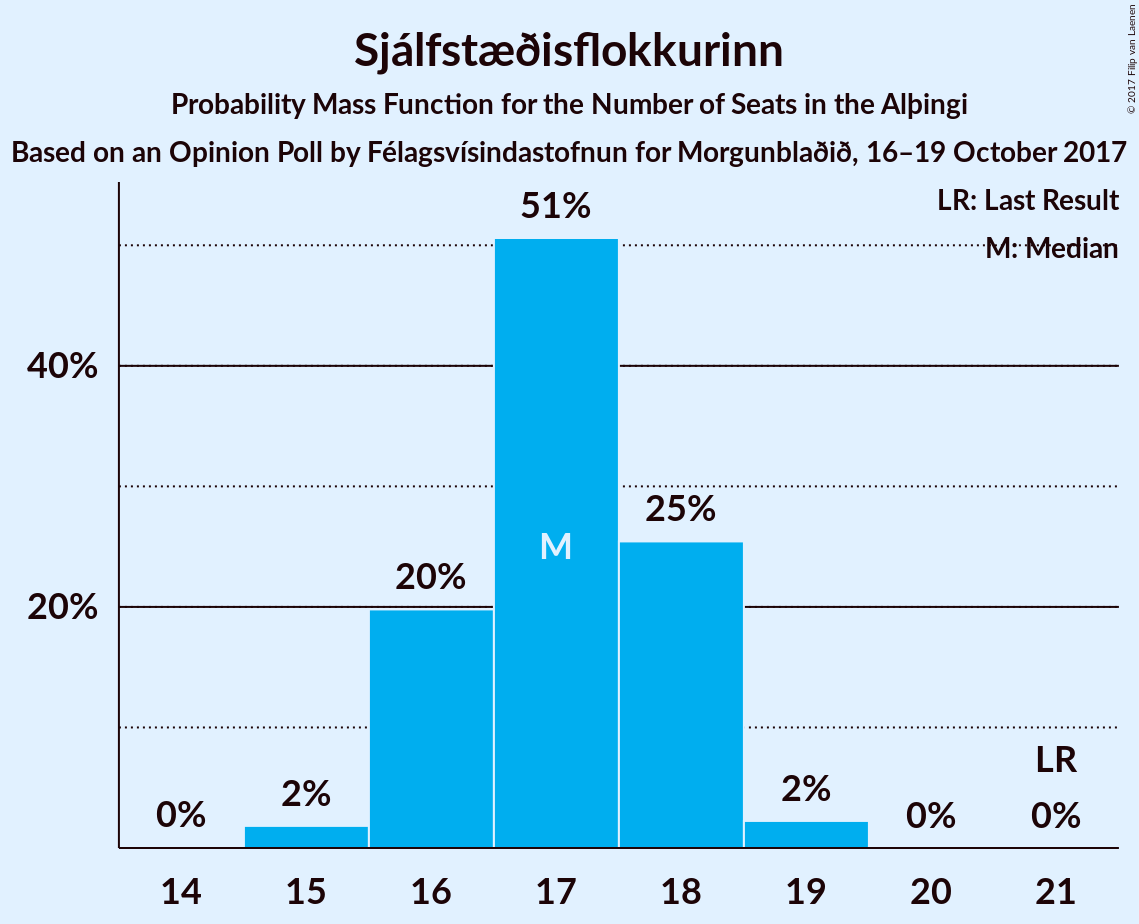 Sjálfstæðisflokkurinn
Probability Mass Function for the Number of Seats in the Alþingi
Based on an Opinion Poll by Félagsvísindastofnun for Morgunblaðið, 16–19 October 2017
© 2017 Filip van Laenen
LR: Last Result
M: Median
51%
40%
25%
M
20%
20%
LR
2%
2%
0%
0%
0%
14 15 16 17 18 19 20 21